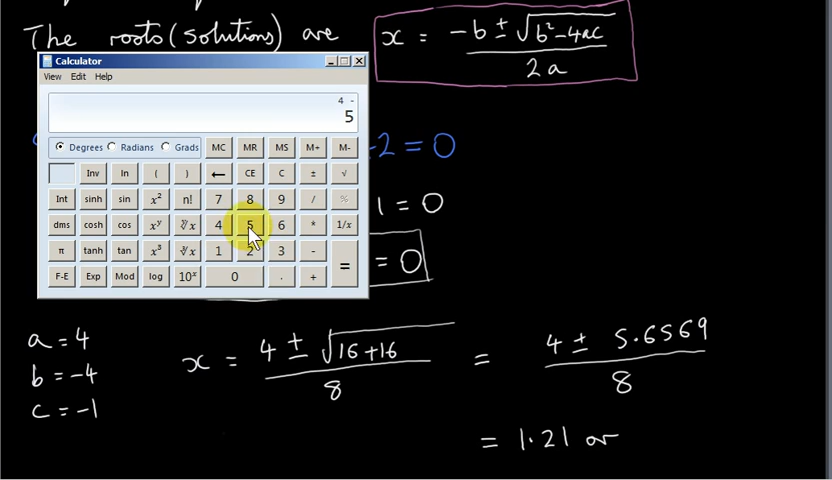 The roots (solutions) are
x = -b ± √b²-4ac
2a
Calculator
View Edit Help
4 -
5
Degrees Radians Grads MC MR MS M+ M-
Inv ln ( ) ← CE C ± √
Int sinh sin x² n! 7 8 9 / %
dms cosh cos xʸ ʸ√x 4 5 6 * 1/x
π tanh tan x³ ³√x 1 2 3 - =
F-E Exp Mod log 10ˣ 0 . +
-2 = 0
1 = 0
= 0
a = 4
b = -4
c = -1
x = 4 ± √16+16 = 4 ± 5.6569
8 8
= 1.21 or